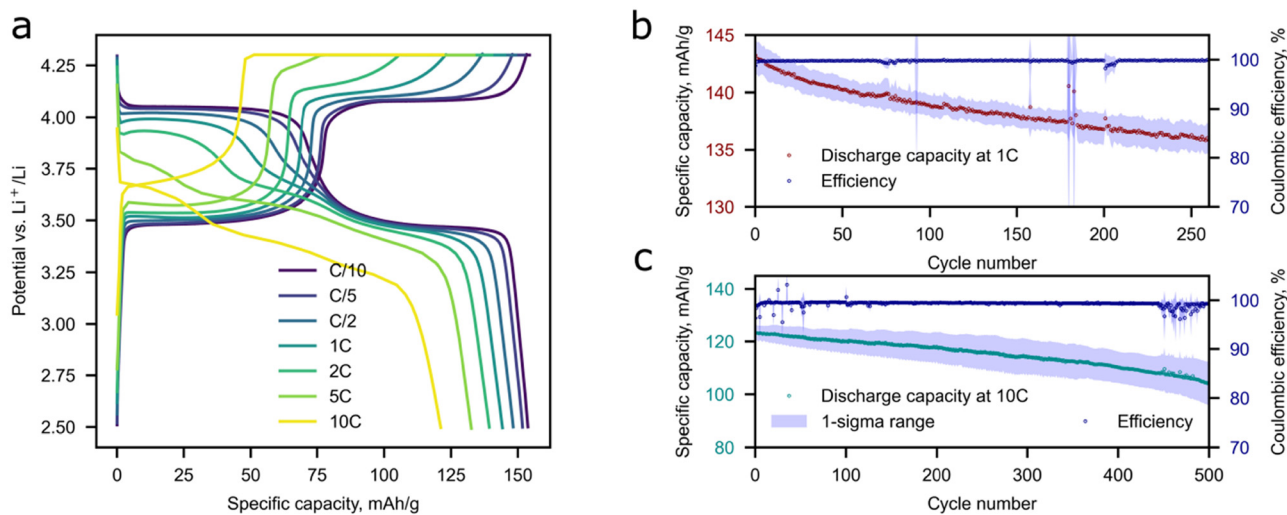 a
4.25
4.00
3.75
3.50
3.25
3.00
2.75
2.50
Potential vs. Li⁺/Li
C/10
C/5
C/2
1C
2C
5C
10C
0
25
50
75
100
125
150
Specific capacity, mAh/g
b
145
140
135
130
Specific capacity, mAh/g
Discharge capacity at 1C
Efficiency
100
90
80
70
Coulombic efficiency, %
0
50
100
150
200
250
Cycle number
c
140
120
100
80
Specific capacity, mAh/g
Discharge capacity at 10C
1-sigma range
Efficiency
100
90
80
70
Coulombic efficiency, %
0
100
200
300
400
500
Cycle number